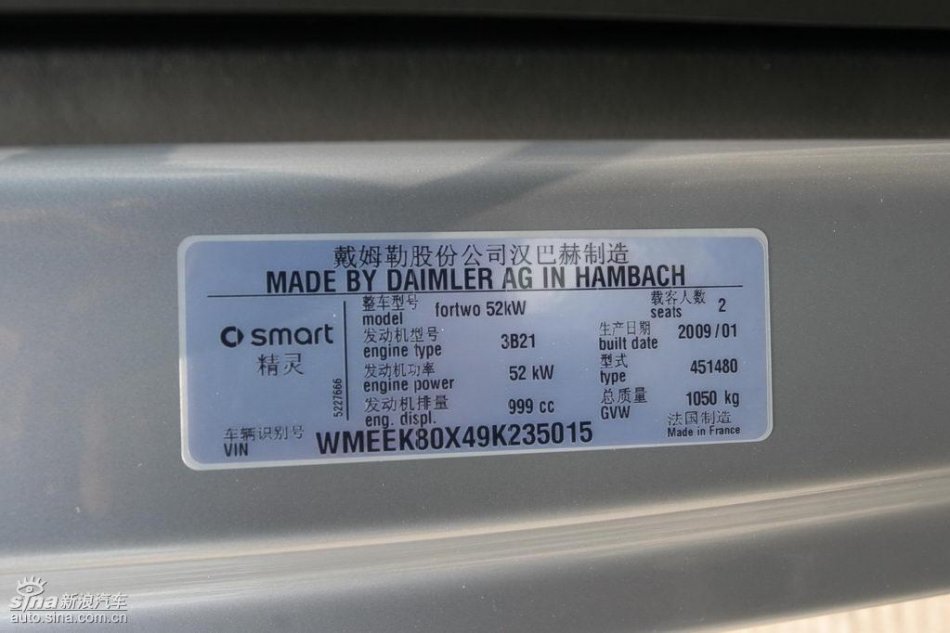 戴姆勒股份公司汉巴赫制造
MADE BY DAIMLER AG IN HAMBACH
smart
精灵
5227666
整车型号 fortwo 52kW 载客人数 2
model seats
发动机型号 3B21 生产日期 2009/01
engine type built date
发动机功率 52 kW 型式 451480
engine power type
发动机排量 999 cc 总质量 1050 kg
eng. displ. GVW
车辆识别号 WMEEK80X49K235015 法国制造
VIN Made in France
sina新浪汽车
auto.sina.com.cn